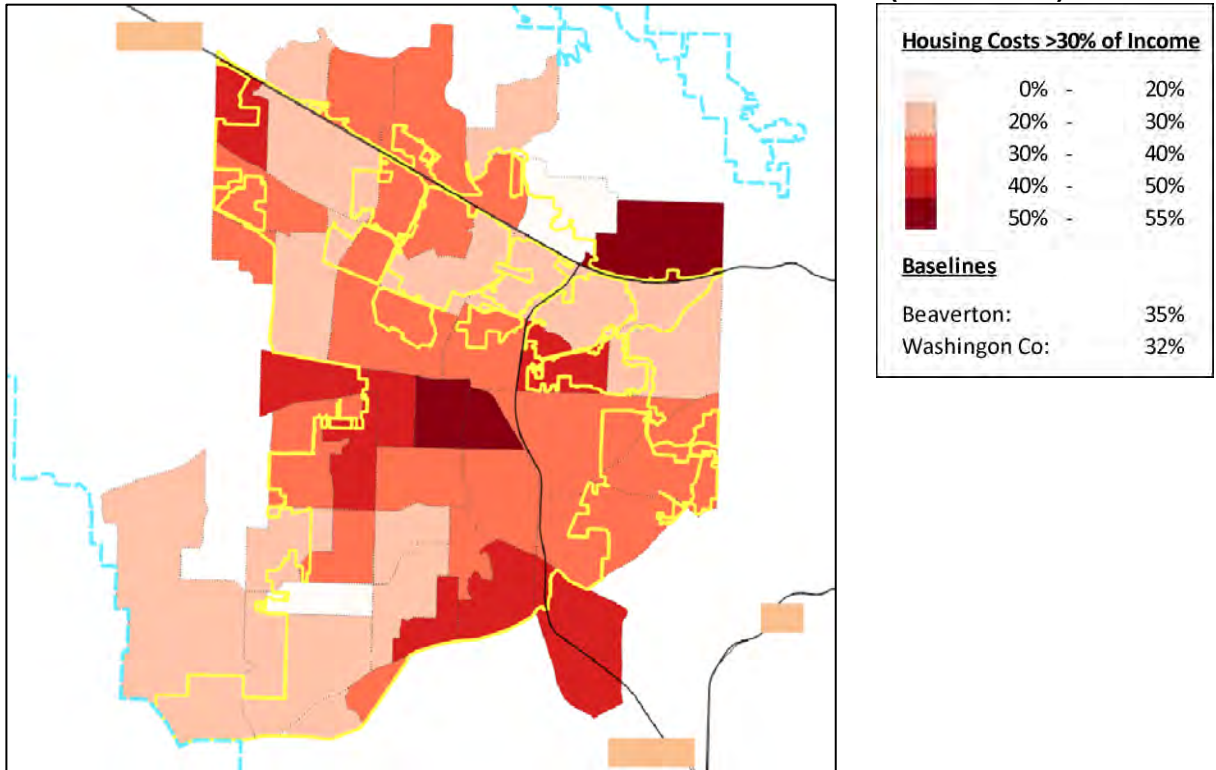 Housing Costs >30% of Income
0% - 20%
20% - 30%
30% - 40%
40% - 50%
50% - 55%
Baselines
Beaverton: 35%
Washingon Co: 32%